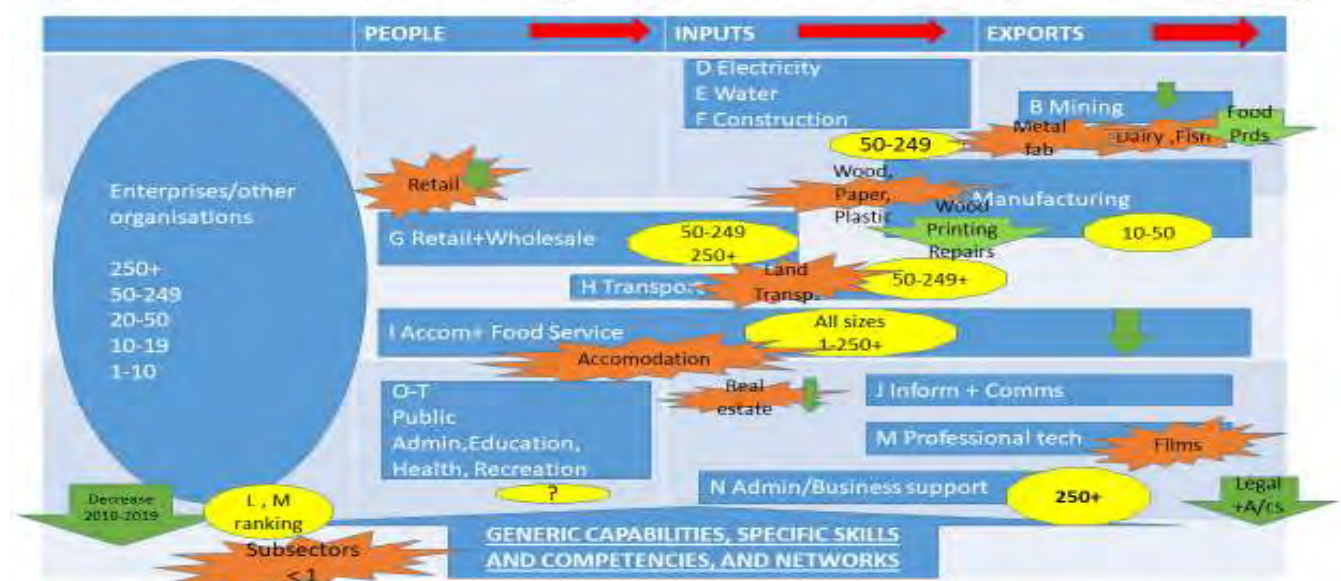 PEOPLE
INPUTS
EXPORTS
Enterprises/other
organisations
250+
50-249
20-50
10-19
1-10
D Electricity
E Water
F Construction
50-249
B Mining
Metal
fab
Dairy ,Fish
Food
Prds
Retail
G Retail+Wholesale
50-249
250+
Wood,
Paper,
Plastic
Manufacturing
Wood
Printing
Repairs
10-50
H Transport
Land
Transp.
50-249+
I Accom+ Food Service
All sizes
1-250+
Accomodation
O-T
Public
Admin,Education,
Health, Recreation
?
Real
estate
J Inform + Comms
M Professional tech
Films
N Admin/Business support
250+
Legal
+A/cs
Decrease
2010-2019
L , M
ranking
Subsectors
< 1
GENERIC CAPABILITIES, SPECIFIC SKILLS
AND COMPETENCIES, AND NETWORKS